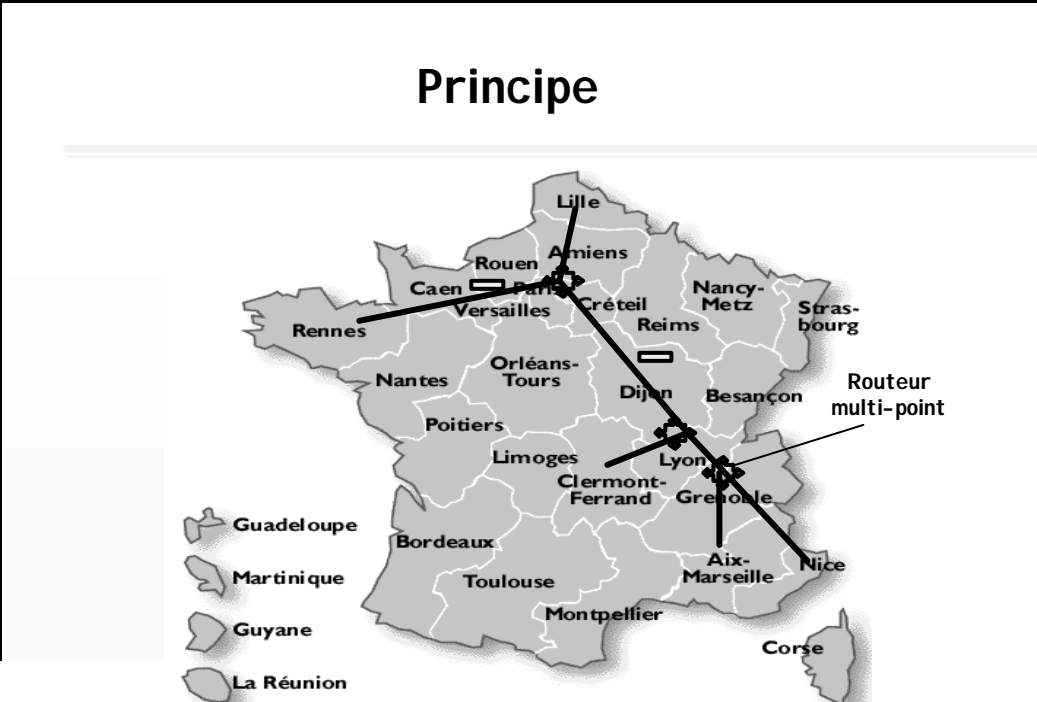 Principe
Lille
Amiens
Rouen
Caen
Paris
Versailles
Créteil
Nancy-
Metz
Stras-
bourg
Reims
Rennes
Orléans-
Tours
Nantes
Dijon
Besançon
Routeur
multi-point
Poitiers
Limoges
Lyon
Clermont-
Ferrand
Grenoble
Guadeloupe
Bordeaux
Aix-
Marseille
Nice
Martinique
Toulouse
Montpellier
Guyane
Corse
La Réunion